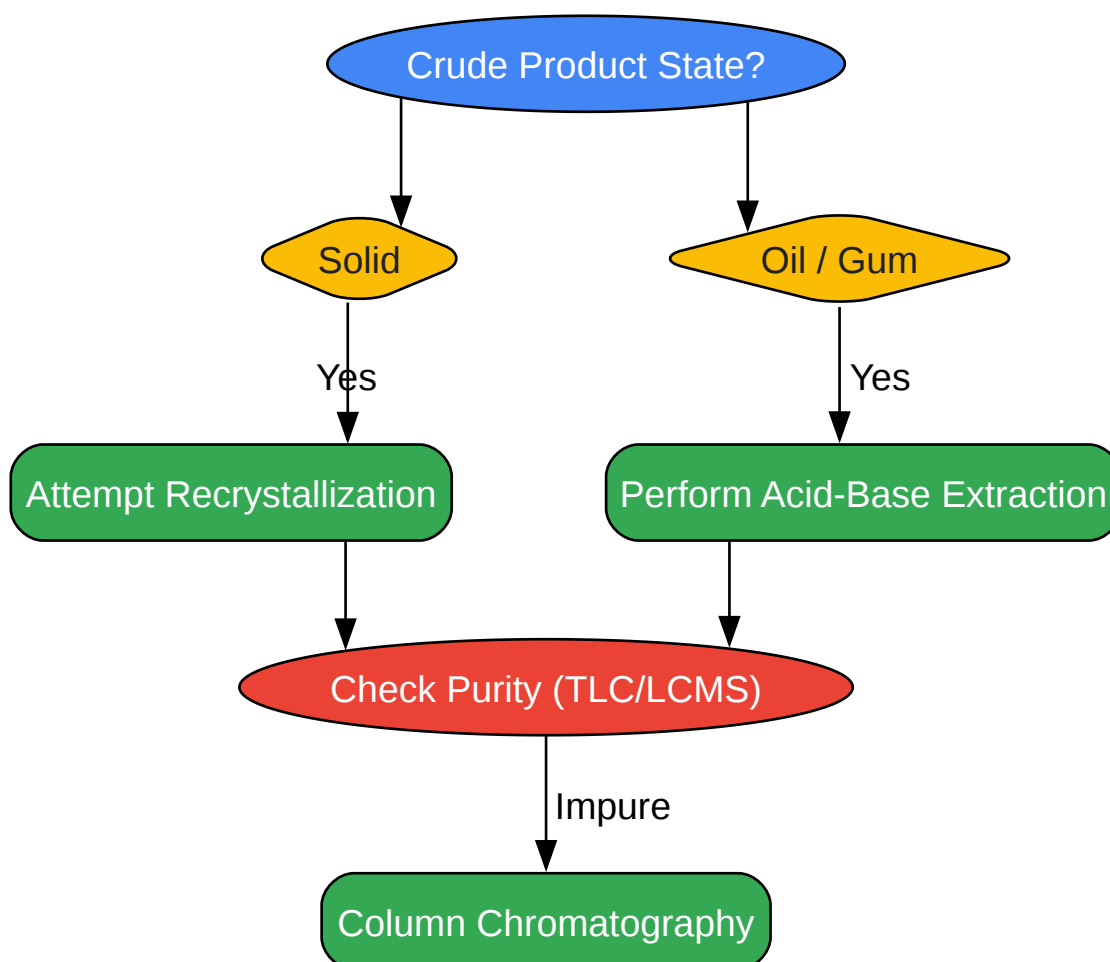 Crude Product State?
Solid
Oil / Gum
Yes
Yes
Attempt Recrystallization
Perform Acid-Base Extraction
Check Purity (TLC/LCMS)
Impure
Column Chromatography